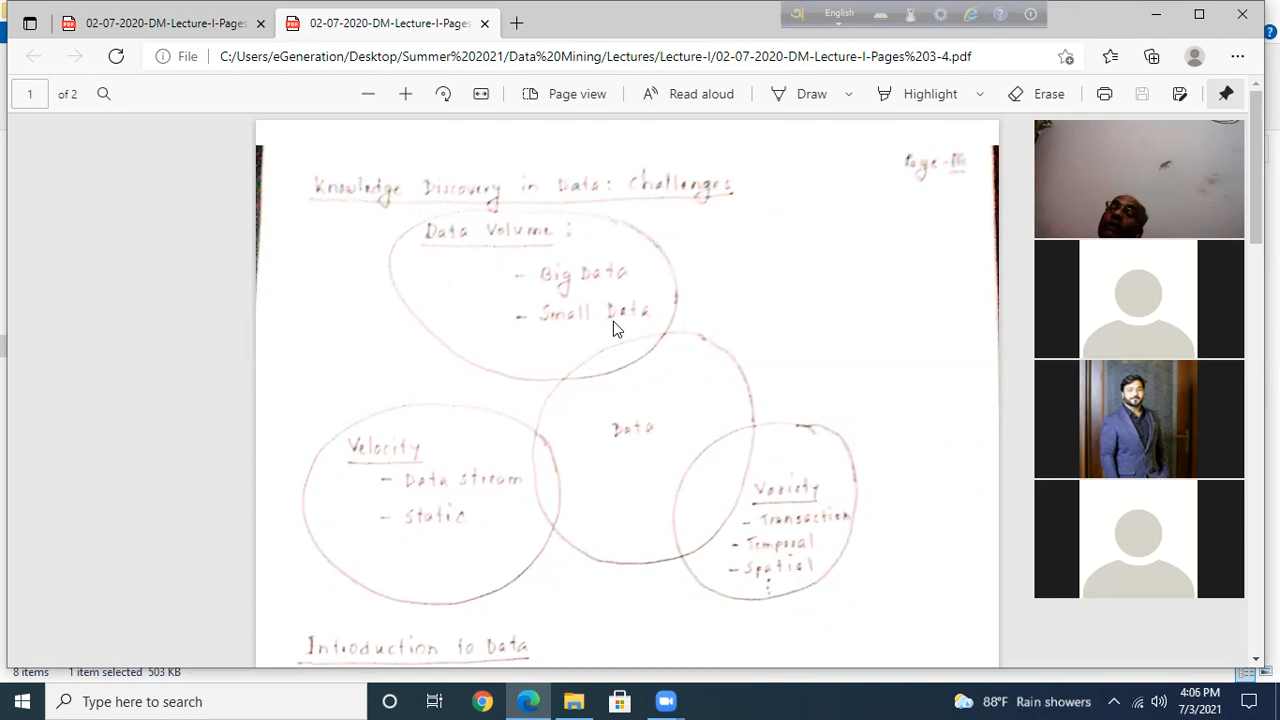 02-07-2020-DM-Lecture-I-Pages
02-07-2020-DM-Lecture-I-Pages
English
File
C:/Users/eGeneration/Desktop/Summer%202021/Data%20Mining/Lectures/Lecture-I/02-07-2020-DM-Lecture-I-Pages%203-4.pdf
1 of 2
Page view
Read aloud
Draw
Highlight
Erase
Page-
Knowledge Discovery in Data: Challenges
Data Volume:
- Big Data
- Small Data
Data
Velocity
- Data stream
- Static
Variety
- Transaction
- Temporal
- Spatial
Introduction to Data
8 items 1 item selected 503 KB
Type here to search
88°F Rain showers
4:06 PM
7/3/2021